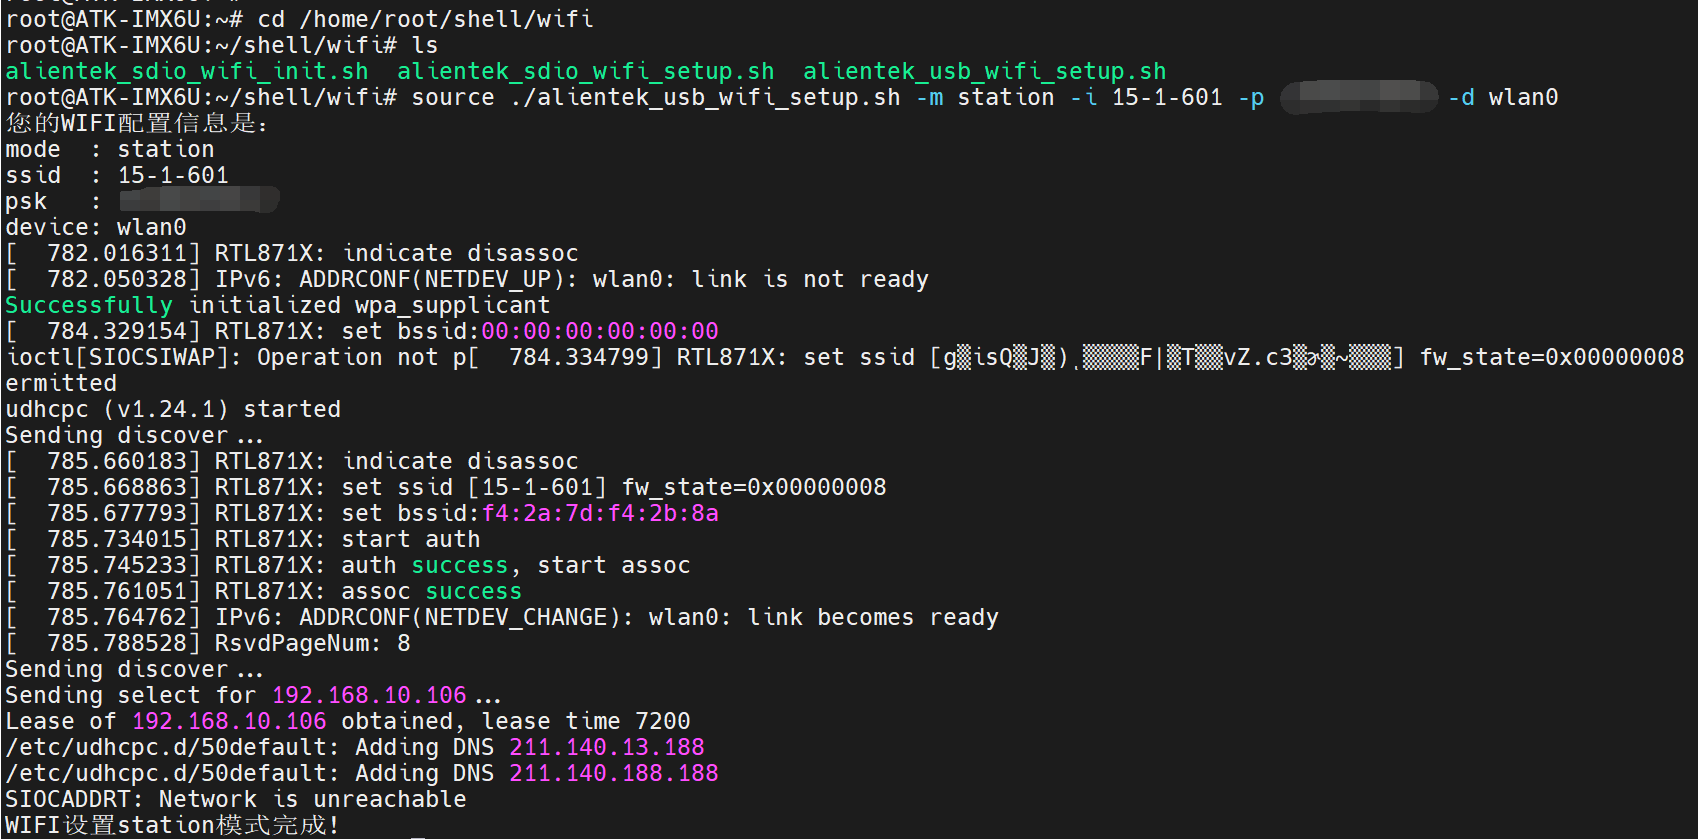 root@ATK-IMX6U:~# cd /home/root/shell/wifi
root@ATK-IMX6U:~/shell/wifi# ls
alientek_sdio_wifi_init.sh  alientek_sdio_wifi_setup.sh  alientek_usb_wifi_setup.sh
root@ATK-IMX6U:~/shell/wifi# source ./alientek_usb_wifi_setup.sh -m station -i 15-1-601 -p -d wlan0
您的WIFI配置信息是:
mode  : station
ssid  : 15-1-601
psk   :
device: wlan0
[  782.016311] RTL871X: indicate disassoc
[  782.050328] IPv6: ADDRCONF(NETDEV_UP): wlan0: link is not ready
Successfully initialized wpa_supplicant
[  784.329154] RTL871X: set bssid:00:00:00:00:00:00
ioctl[SIOCSIWAP]: Operation not p[  784.334799] RTL871X: set ssid [g▒isQ▒J▒)˛▒▒▒▒F|▒T▒▒vZ.c3▒▒~▒▒▒] fw_state=0x00000008
ermitted
udhcpc (v1.24.1) started
Sending discover...
[  785.660183] RTL871X: indicate disassoc
[  785.668863] RTL871X: set ssid [15-1-601] fw_state=0x00000008
[  785.677793] RTL871X: set bssid:f4:2a:7d:f4:2b:8a
[  785.734015] RTL871X: start auth
[  785.745233] RTL871X: auth success, start assoc
[  785.761051] RTL871X: assoc success
[  785.764762] IPv6: ADDRCONF(NETDEV_CHANGE): wlan0: link becomes ready
[  785.788528] RsvdPageNum: 8
Sending discover...
Sending select for 192.168.10.106...
Lease of 192.168.10.106 obtained, lease time 7200
/etc/udhcpc.d/50default: Adding DNS 211.140.13.188
/etc/udhcpc.d/50default: Adding DNS 211.140.188.188
SIOCADDRT: Network is unreachable
WIFI设置station模式完成!